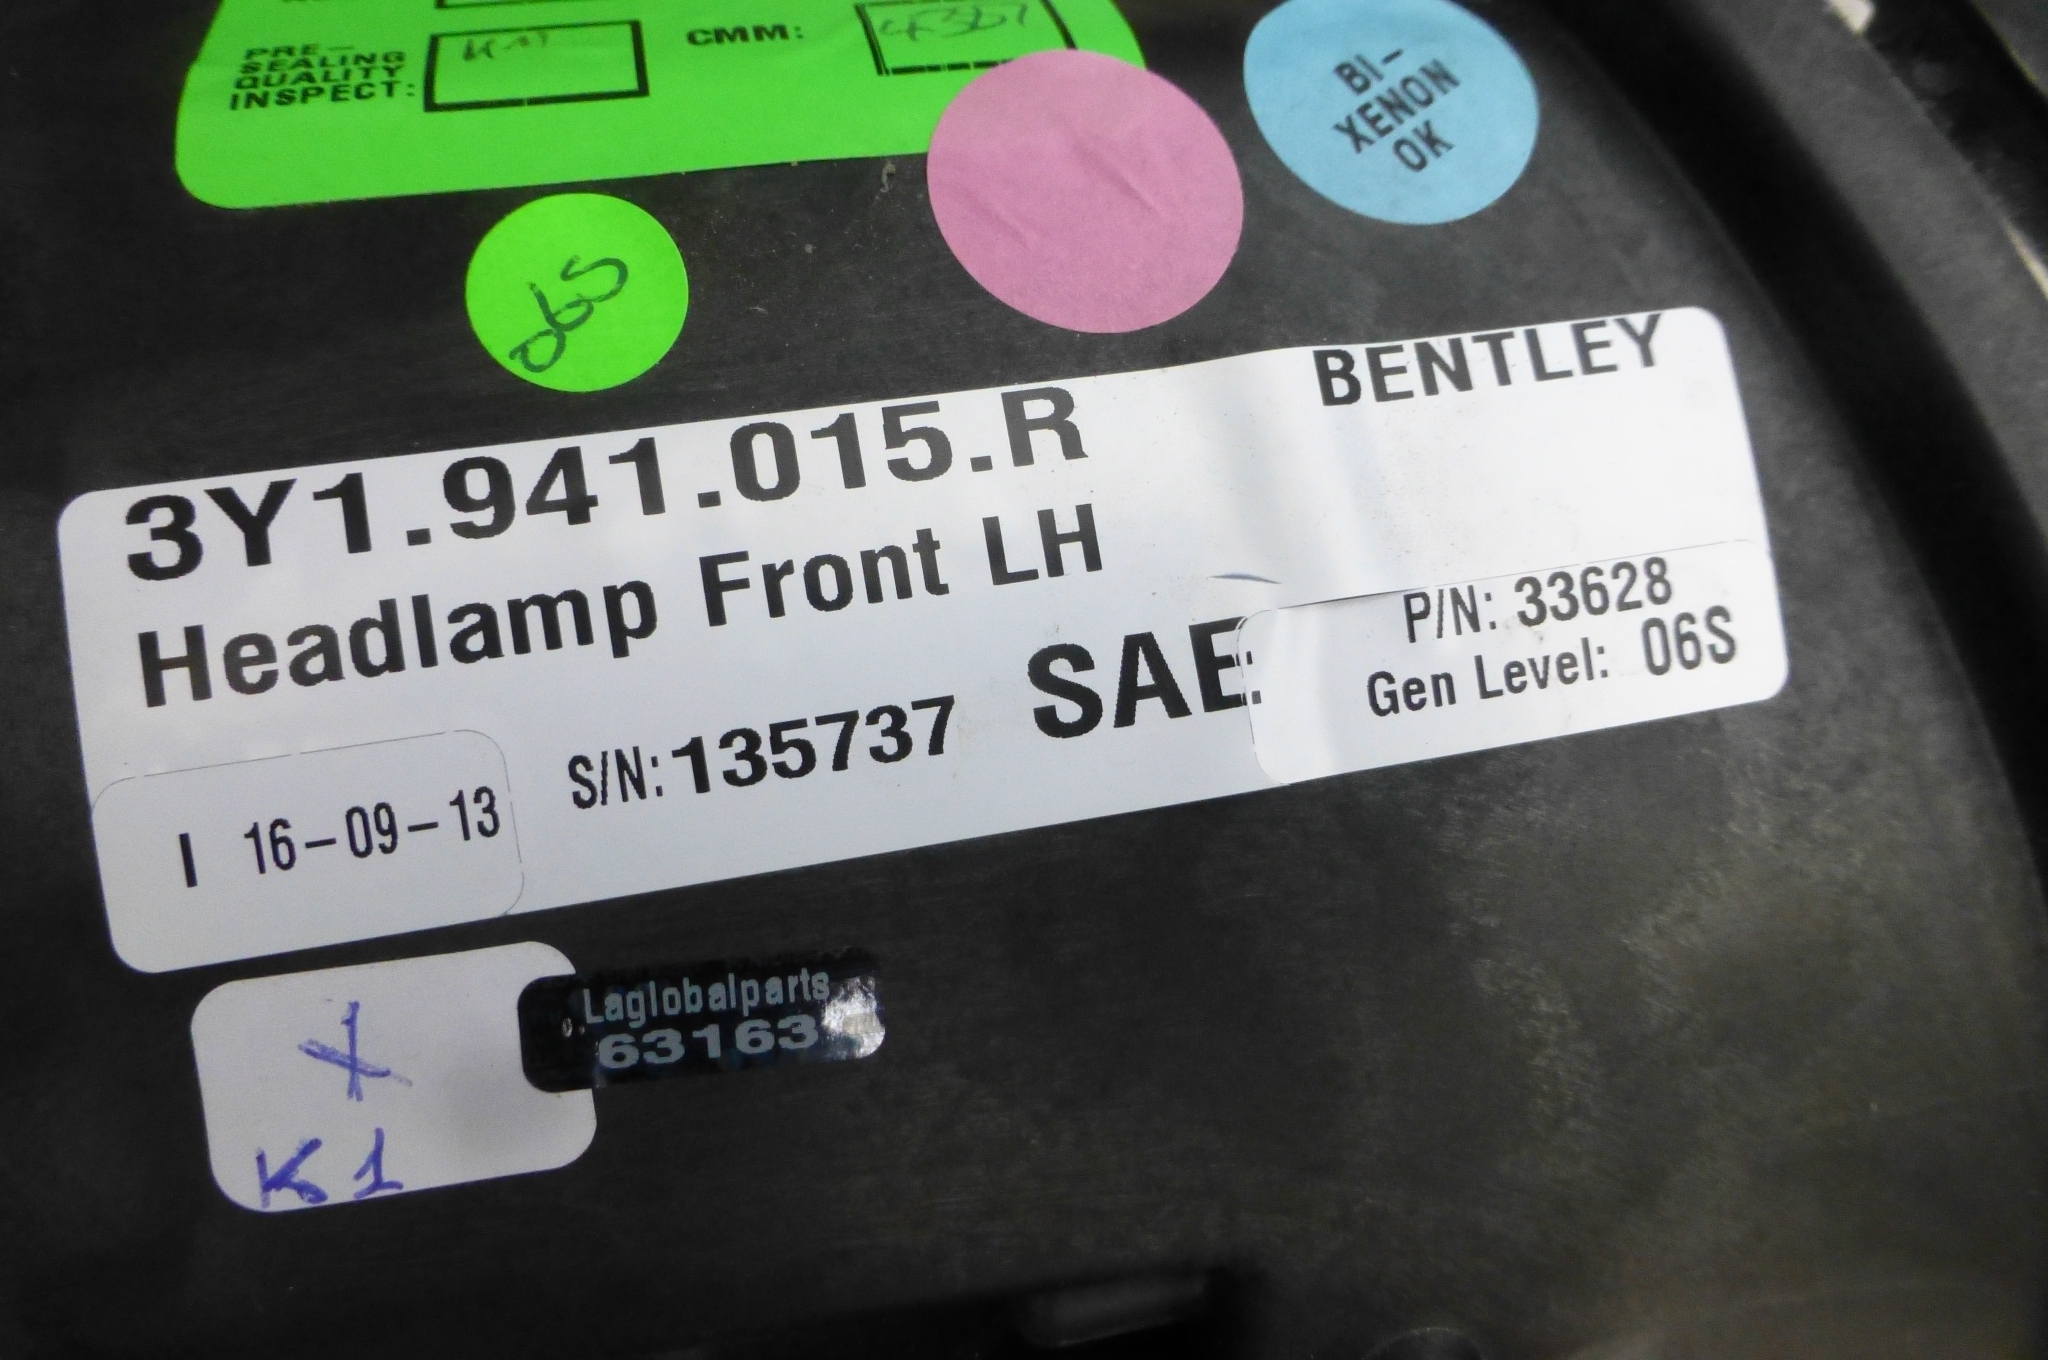 PRE-
SEALING
QUALITY
INSPECT:
CMM:
BI-
XENON
OK
06S
BENTLEY
3Y1.941.015.R
Headlamp Front LH
P/N: 33628
SAE
Gen Level: 06S
S/N: 135737
I 16-09-13
Laglobalparts
63163
K1